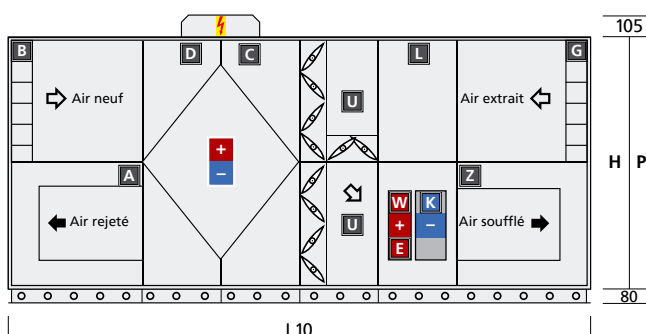 105
B D C L G
Air neuf U Air extrait
+
−
H P
A Z
W K
Air rejeté U + − Air soufflé
E
80
L10